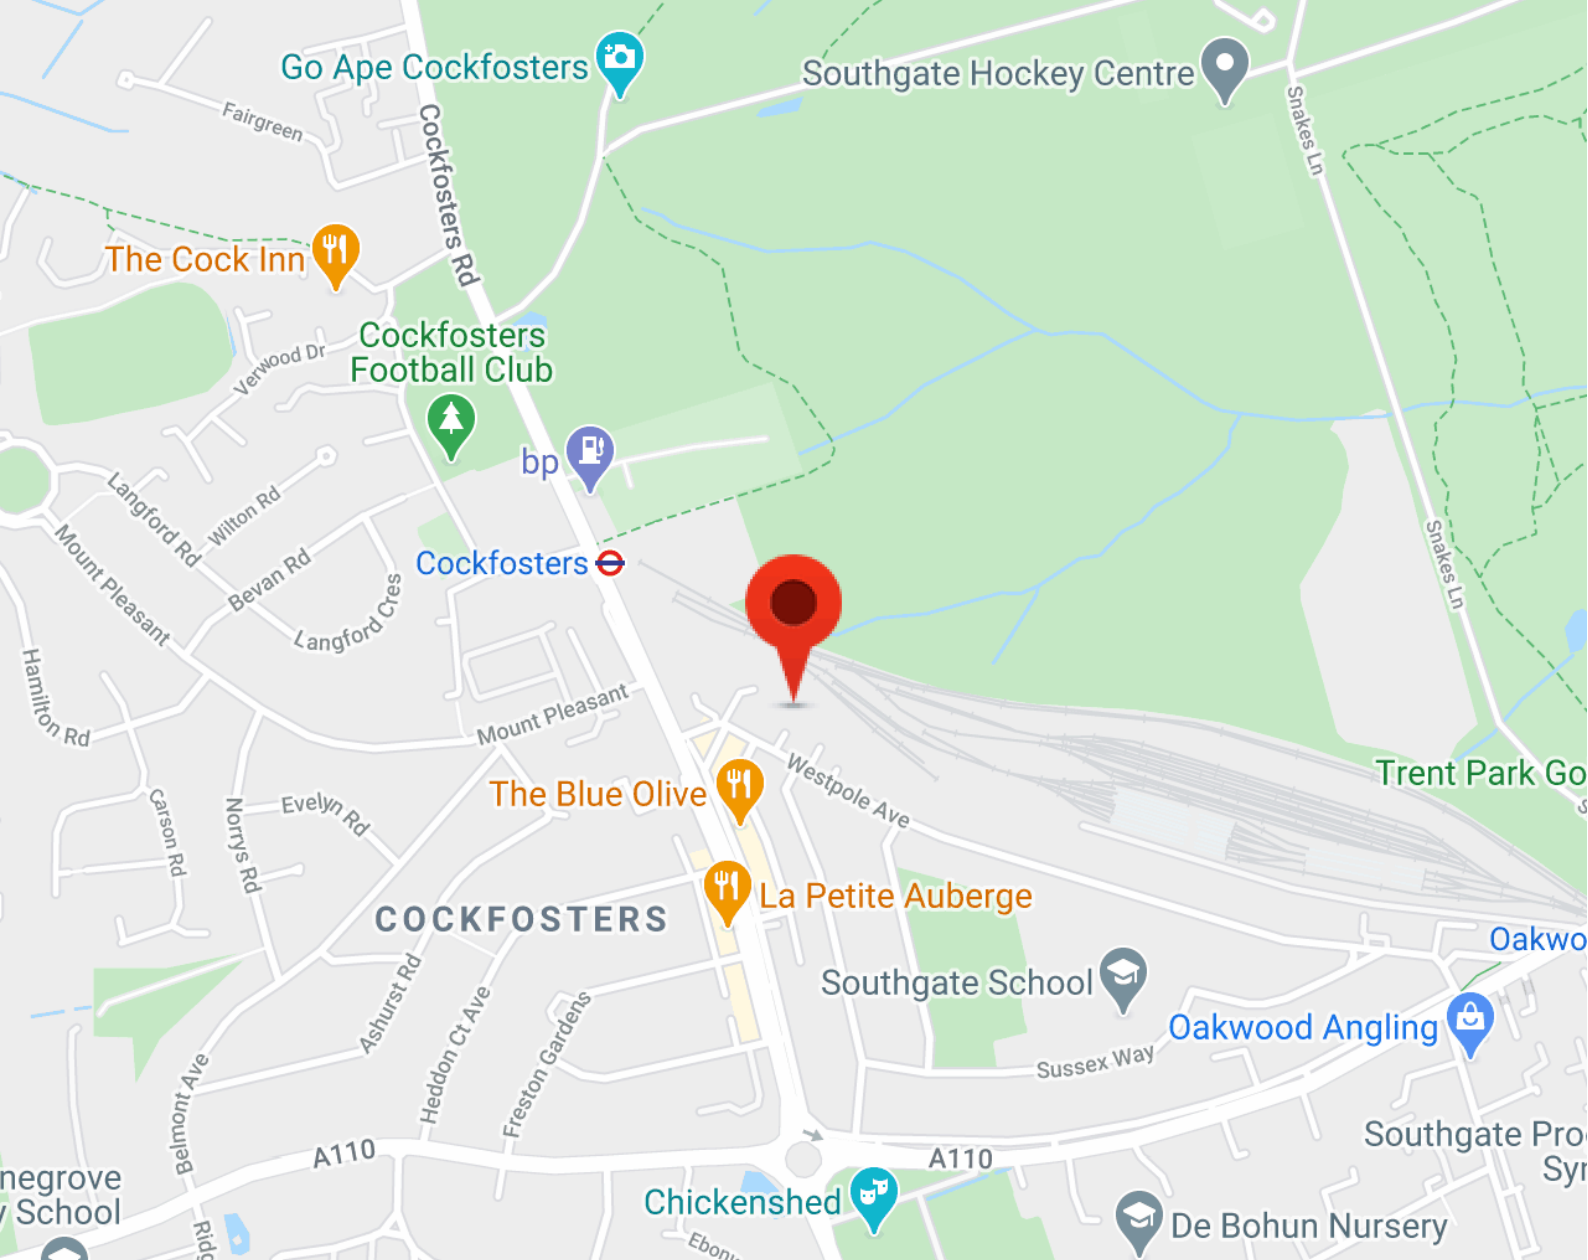 Go Ape Cockfosters
Southgate Hockey Centre
Fairgreen
Cockfosters Rd
Snakes Ln
The Cock Inn
Cockfosters
Football Club
Verwood Dr
bp
Langford Rd
Wilton Rd
Mount Pleasant
Bevan Rd
Langford Cres
Cockfosters
Snakes Ln
Hamilton Rd
Mount Pleasant
Westpole Ave
Trent Park Go
The Blue Olive
Evelyn Rd
Carson Rd
Norrys Rd
La Petite Auberge
COCKFOSTERS
Oakwo
Southgate School
Ashurst Rd
Heddon Ct Ave
Freston Gardens
Oakwood Angling
Sussex Way
Belmont Ave
A110
A110
Southgate Pro
Syn
negrove
y School
Chickenshed
De Bohun Nursery
Ridg
Ebony